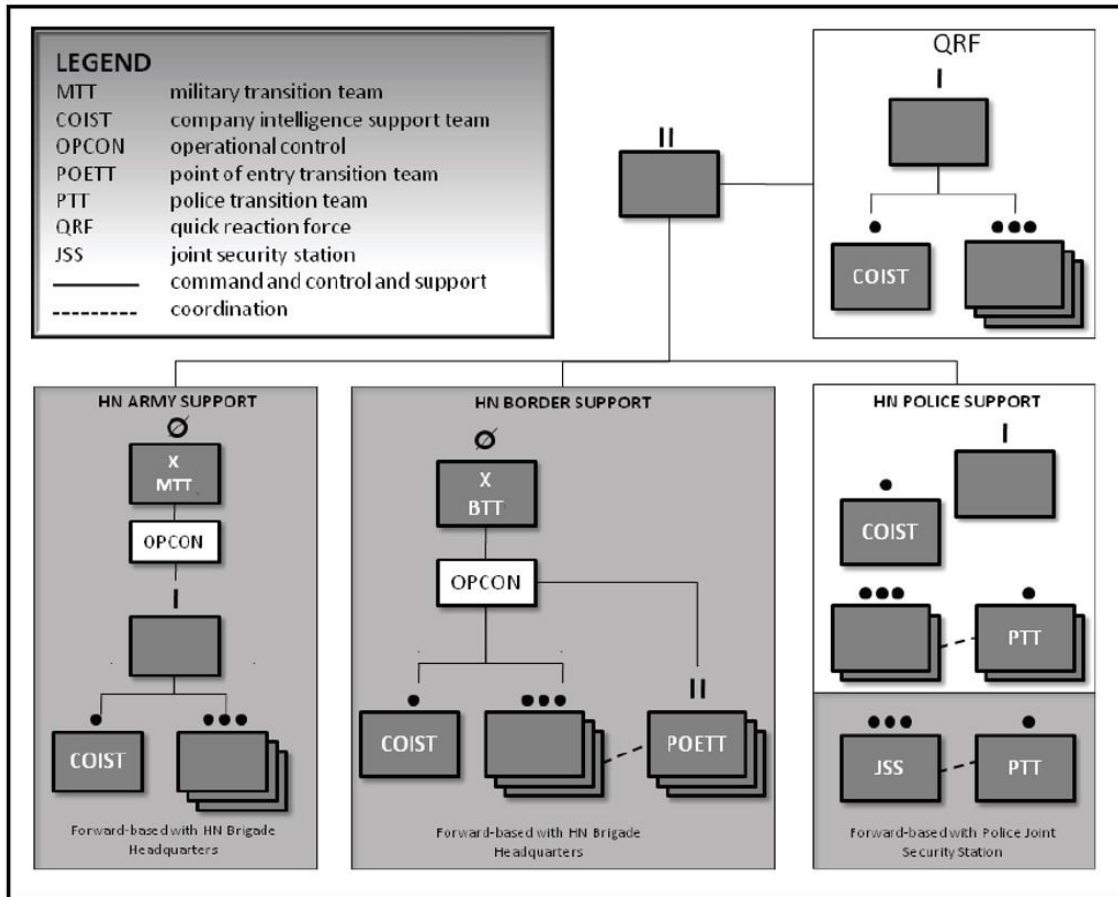 LEGEND
MTT military transition team
COIST company intelligence support team
OPCON operational control
POETT point of entry transition team
PTT police transition team
QRF quick reaction force
JSS joint security station
command and control and support
coordination
QRF
I
II
COIST
HN ARMY SUPPORT
X
MTT
OPCON
I
COIST
Forward-based with HN Brigade
Headquarters
HN BORDER SUPPORT
X
BTT
OPCON
II
COIST
POETT
Forward-based with HN Brigade
Headquarters
HN POLICE SUPPORT
I
COIST
PTT
JSS
PTT
Forward-based with Police Joint
Security Station